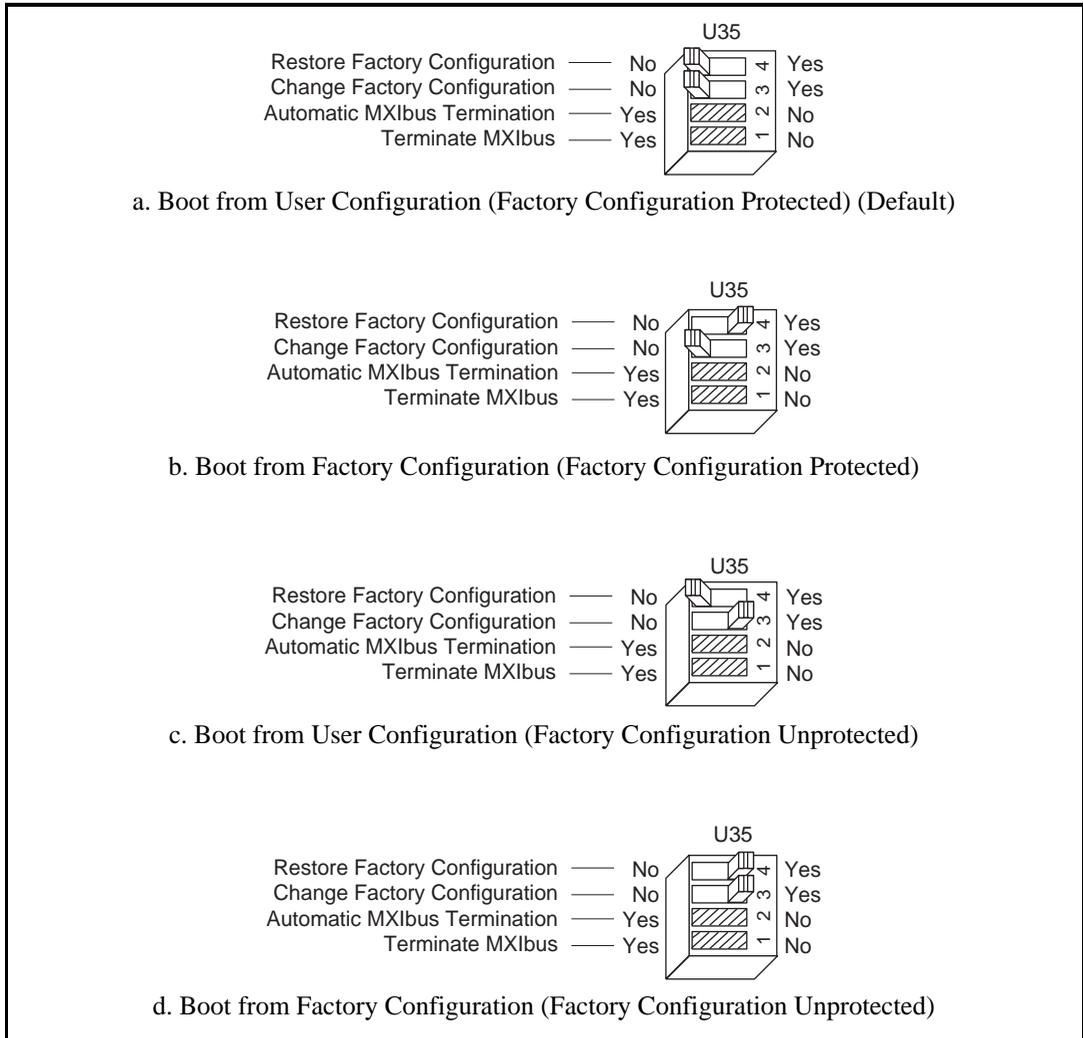 U35
Restore Factory Configuration No 4 Yes
Change Factory Configuration No 3 Yes
Automatic MXIbus Termination Yes 2 No
Terminate MXIbus Yes 1 No
a. Boot from User Configuration (Factory Configuration Protected) (Default)
U35
Restore Factory Configuration No 4 Yes
Change Factory Configuration No 3 Yes
Automatic MXIbus Termination Yes 2 No
Terminate MXIbus Yes 1 No
b. Boot from Factory Configuration (Factory Configuration Protected)
U35
Restore Factory Configuration No 4 Yes
Change Factory Configuration No 3 Yes
Automatic MXIbus Termination Yes 2 No
Terminate MXIbus Yes 1 No
c. Boot from User Configuration (Factory Configuration Unprotected)
U35
Restore Factory Configuration No 4 Yes
Change Factory Configuration No 3 Yes
Automatic MXIbus Termination Yes 2 No
Terminate MXIbus Yes 1 No
d. Boot from Factory Configuration (Factory Configuration Unprotected)